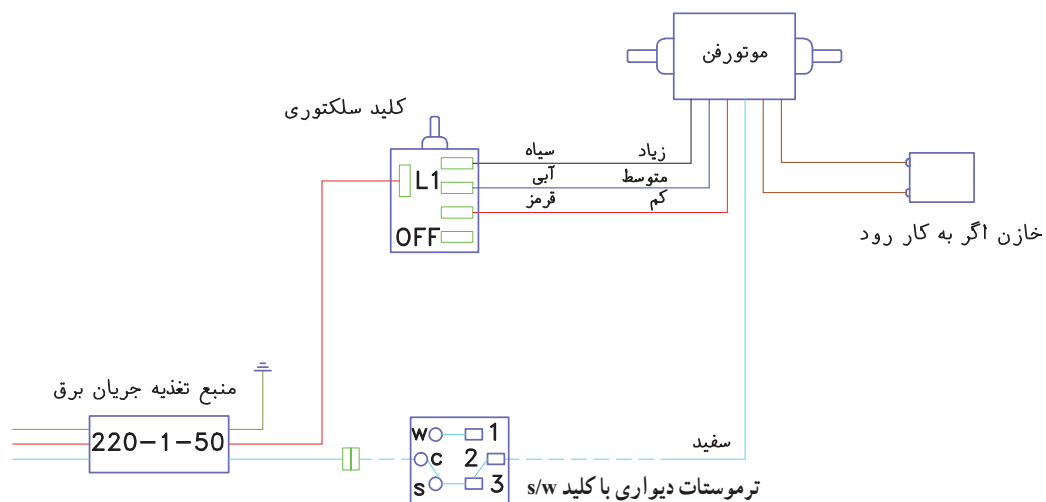 موتورفن
کلید سلکتوری
سیاه زیاد
L1 آبی متوسط
قرمز کم
OFF
خازن اگر به کار رود
منبع تغذیه جریان برق
220-1-50
w 1
c 2
s 3
سفید
ترموستات دیواری با کلید s/w